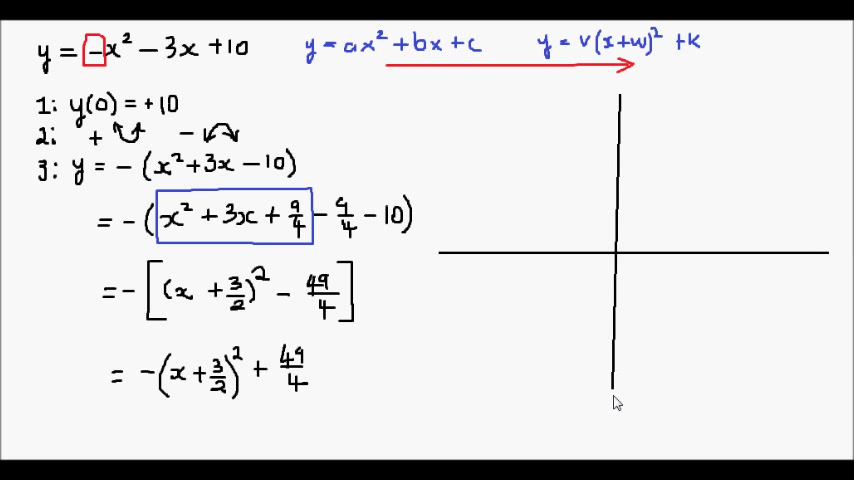 y = -x² - 3x + 10 y = ax² + bx + c y = v(x+w)² + k
1: y(0) = +10
2: + -
3: y = -(x² + 3x - 10)
= -(x² + 3x + 9/4 - 9/4 - 10)
= -[(x + 3/2)² - 49/4]
= -(x + 3/2)² + 49/4